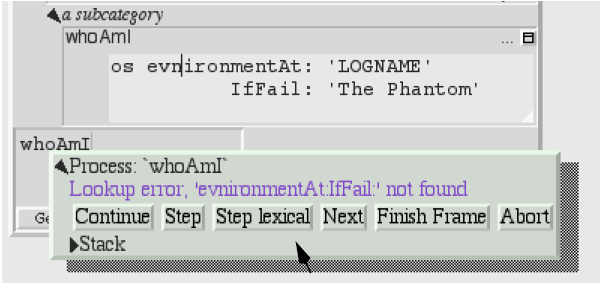 a subcategory
whoAmI ...
os evnironmentAt: 'LOGNAME'
IfFail: 'The Phantom'
whoAmI
Process: `whoAmI`
Lookup error, 'evnironmentAt:IfFail:' not found
Ge
Continue Step Step lexical Next Finish Frame Abort
Stack